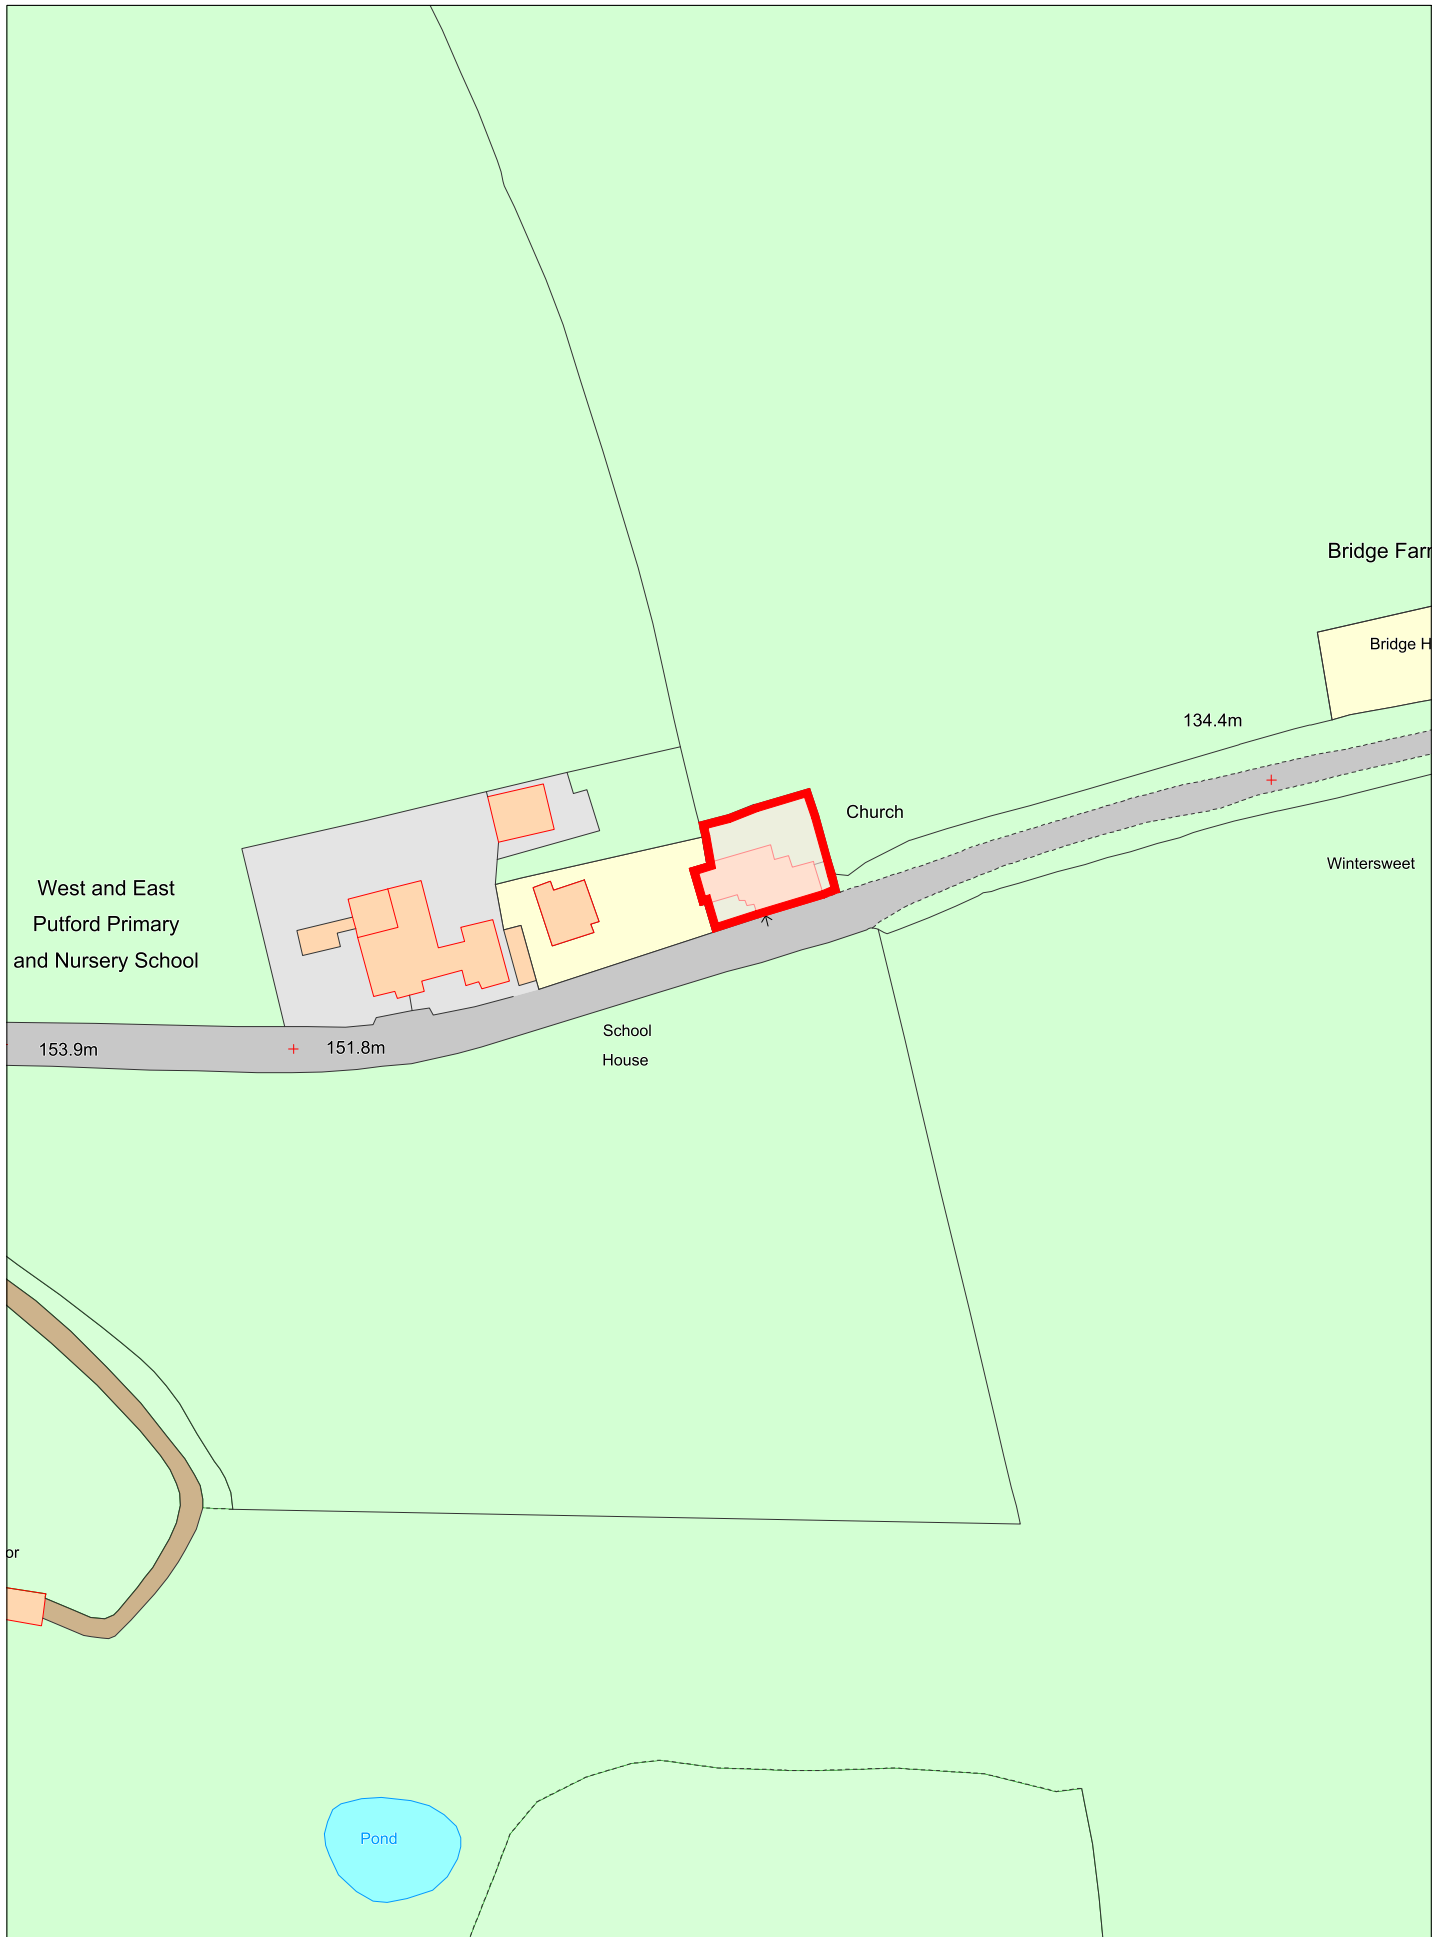 Bridge Farr
Bridge H
134.4m
Church
Wintersweet
West and East
Putford Primary
and Nursery School
School
House
153.9m
151.8m
or
Pond